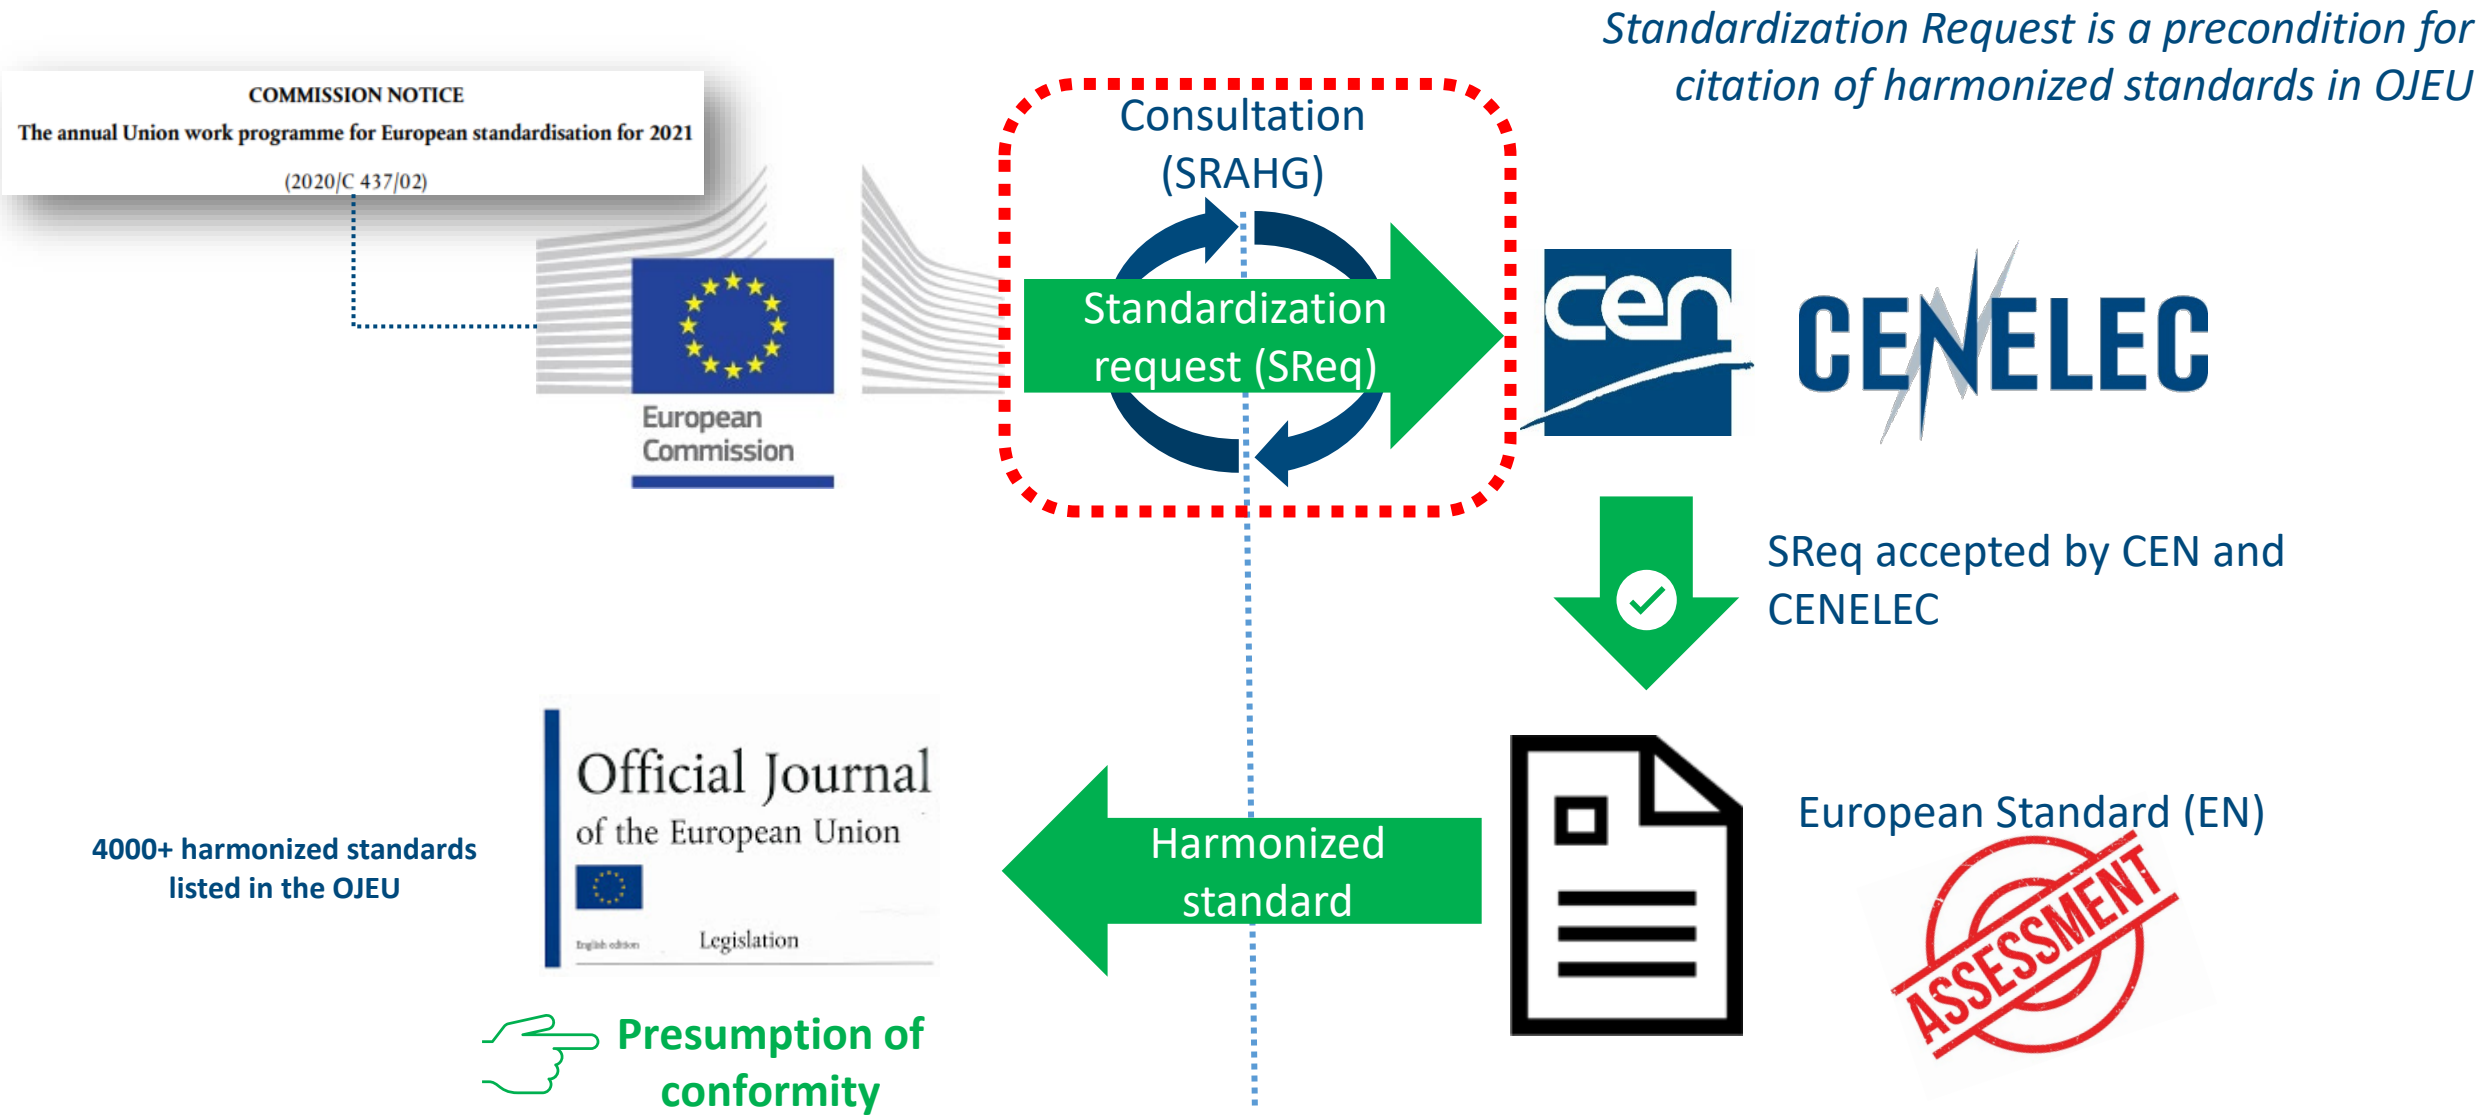 Standardization Request is a precondition for
citation of harmonized standards in OJEU
COMMISSION NOTICE
The annual Union work programme for European standardisation for 2021
(2020/C 437/02)
Consultation
(SRAHG)
Standardization
request (SReq)
European
Commission
cen
CENELEC
SReq accepted by CEN and
CENELEC
European Standard (EN)
ASSESSMENT
Harmonized
standard
Official Journal
of the European Union
English edition
Legislation
4000+ harmonized standards
listed in the OJEU
Presumption of
conformity